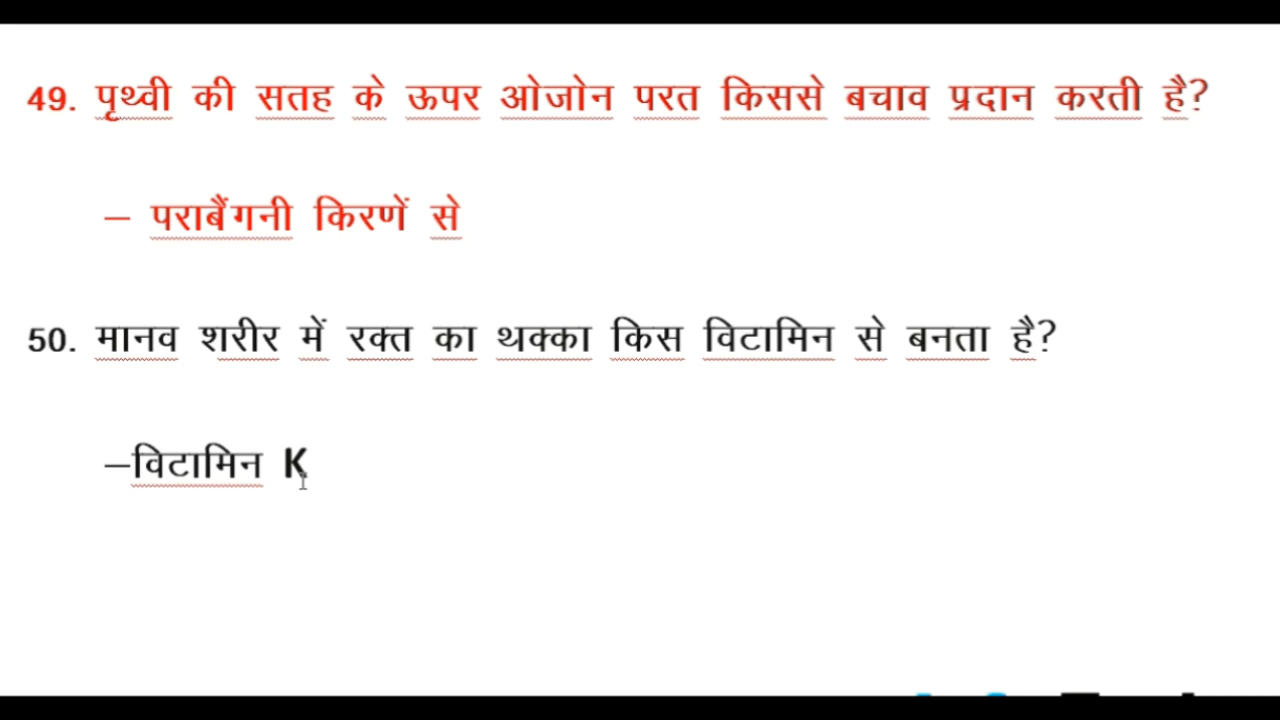 49. पृथ्वी की सतह के ऊपर ओजोन परत किससे बचाव प्रदान करती है?
– पराबैंगनी किरणें से
50. मानव शरीर में रक्त का थक्का किस विटामिन से बनता है?
–विटामिन K